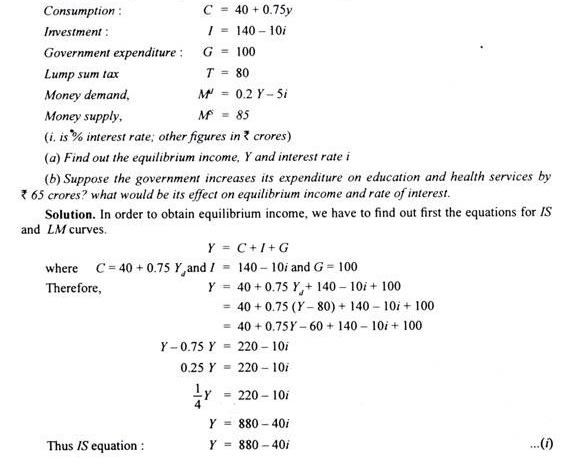 Consumption : C = 40 + 0.75y
Investment : I = 140 – 10i
Government expenditure : G = 100
Lump sum tax T = 80
Money demand, Mᵈ = 0.2 Y – 5i
Money supply, Mˢ = 85
(i. is % interest rate; other figures in ₹ crores)
(a) Find out the equilibrium income, Y and interest rate i
(b) Suppose the government increases its expenditure on education and health services by
₹ 65 crores? what would be its effect on equilibrium income and rate of interest.
Solution. In order to obtain equilibrium income, we have to find out first the equations for IS
and LM curves.
Y = C + I + G
where C = 40 + 0.75 Y_d and I = 140 – 10i and G = 100
Therefore, Y = 40 + 0.75 Y_d + 140 – 10i + 100
= 40 + 0.75 (Y – 80) + 140 – 10i + 100
= 40 + 0.75Y – 60 + 140 – 10i + 100
Y – 0.75 Y = 220 – 10i
0.25 Y = 220 – 10i
1/4 Y = 220 – 10i
Y = 880 – 40i
Thus IS equation : Y = 880 – 40i ...(i)